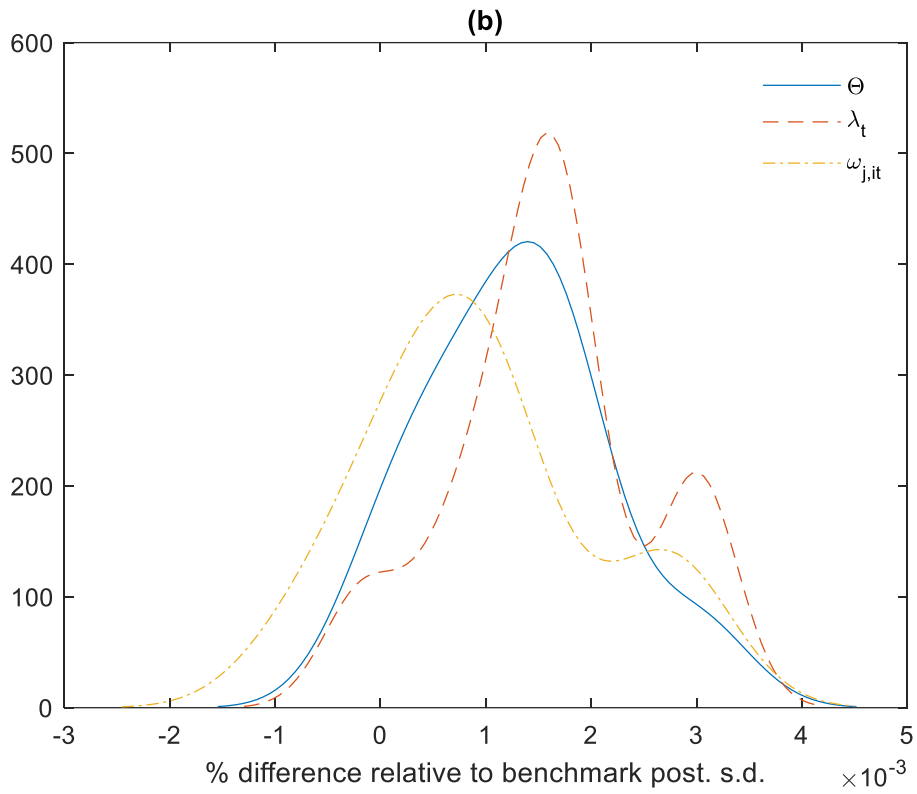 (b)
600
500
400
300
200
100
0
-3 -2 -1 0 1 2 3 4 5
% difference relative to benchmark post. s.d.
×10⁻³
Θ
λₜ
ω_{j,it}